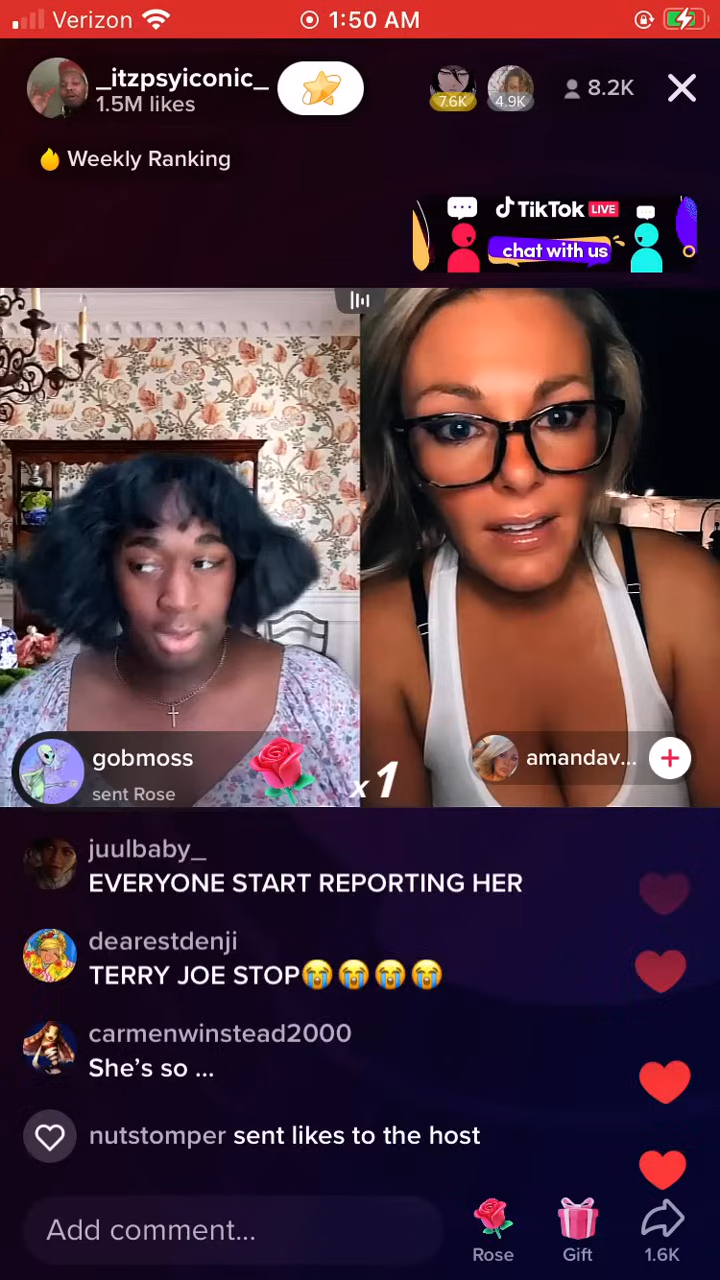 Verizon
1:50 AM
_itzpsyiconic_
1.5M likes
7.6K
4.9K
8.2K
Weekly Ranking
TikTok LIVE
chat with us
gobmoss
sent Rose
x1
amandav...
juulbaby_
EVERYONE START REPORTING HER
dearestdenji
TERRY JOE STOP😭😭😭😭
carmenwinstead2000
She's so ...
nutstomper sent likes to the host
Add comment...
Rose
Gift
1.6K